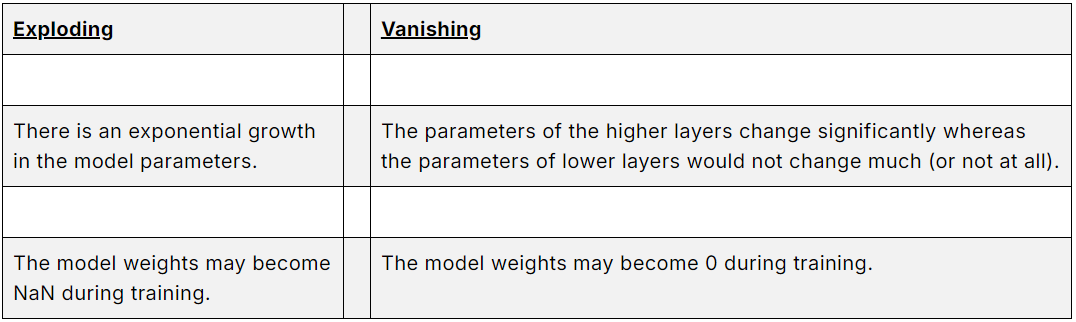 Exploding
Vanishing
There is an exponential growth
in the model parameters.
The parameters of the higher layers change significantly whereas
the parameters of lower layers would not change much (or not at all).
The model weights may become
NaN during training.
The model weights may become 0 during training.